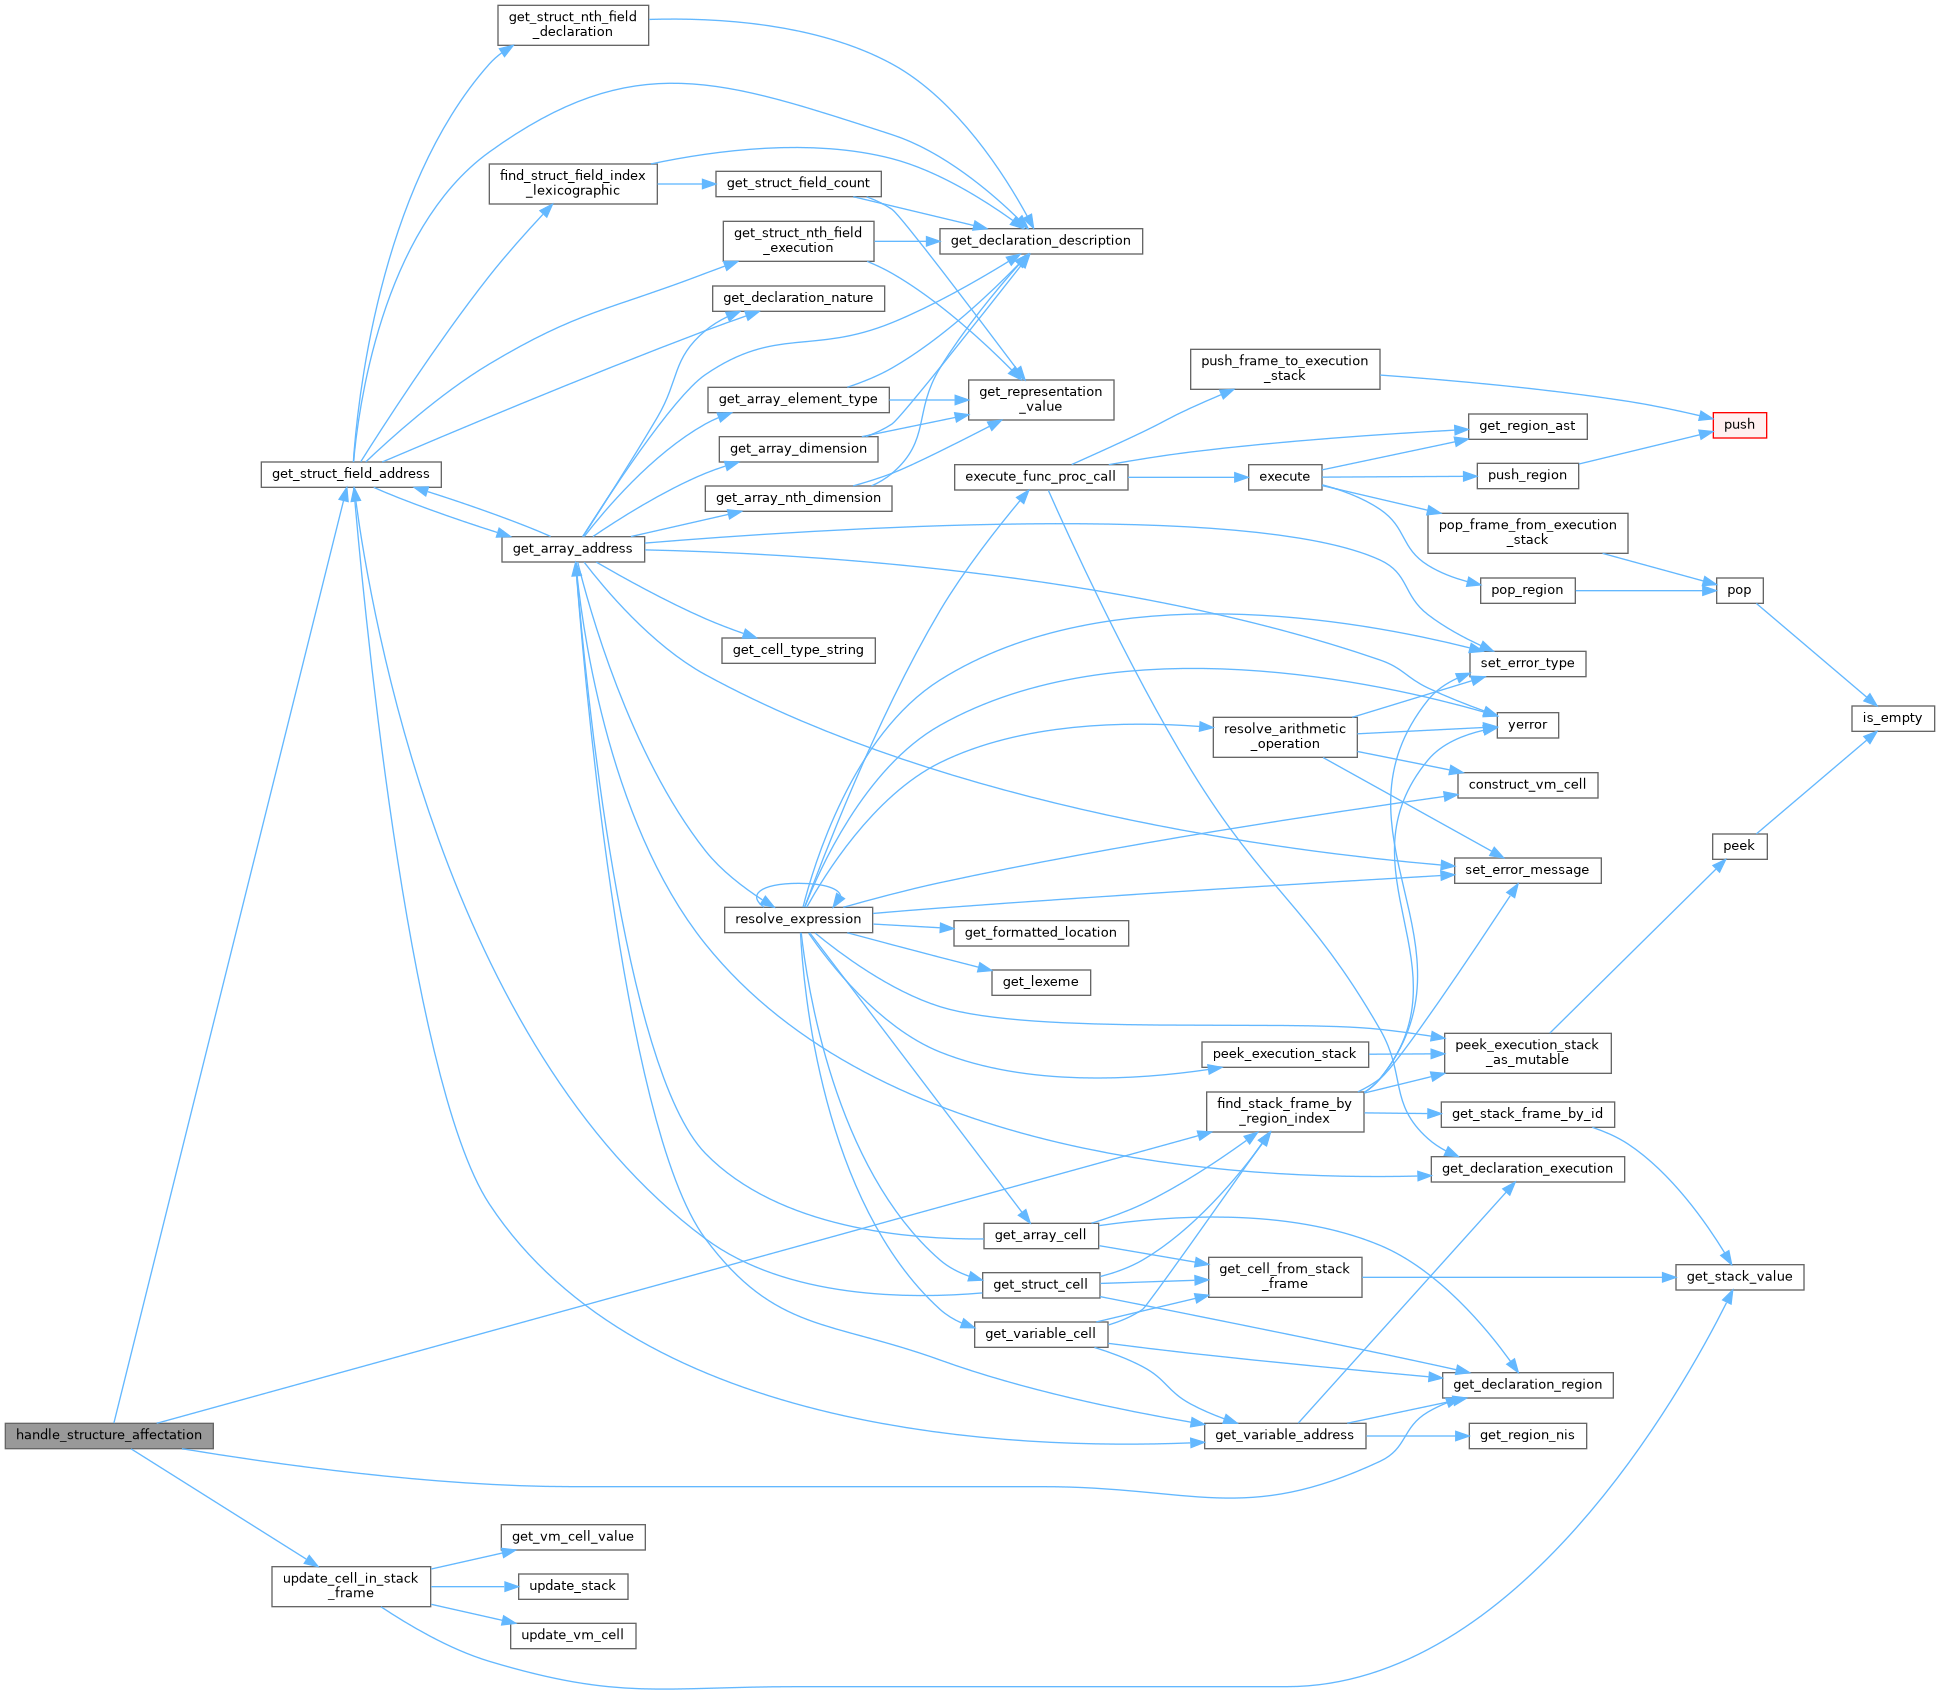 get_struct_nth_field
_declaration
find_struct_field_index
_lexicographic
get_struct_field_count
get_struct_nth_field
_execution
get_declaration_description
get_declaration_nature
push_frame_to_execution
_stack
get_array_element_type
get_representation
_value
push
get_region_ast
get_array_dimension
get_struct_field_address
execute_func_proc_call
execute
push_region
get_array_nth_dimension
pop_frame_from_execution
_stack
get_array_address
pop_region
pop
get_cell_type_string
set_error_type
is_empty
resolve_arithmetic
_operation
yerror
construct_vm_cell
peek
set_error_message
resolve_expression
get_formatted_location
get_lexeme
peek_execution_stack
peek_execution_stack
_as_mutable
find_stack_frame_by
_region_index
get_stack_frame_by_id
get_declaration_execution
get_array_cell
get_struct_cell
get_cell_from_stack
_frame
get_stack_value
get_variable_cell
get_declaration_region
handle_structure_affectation
get_variable_address
get_region_nis
get_vm_cell_value
update_cell_in_stack
_frame
update_stack
update_vm_cell